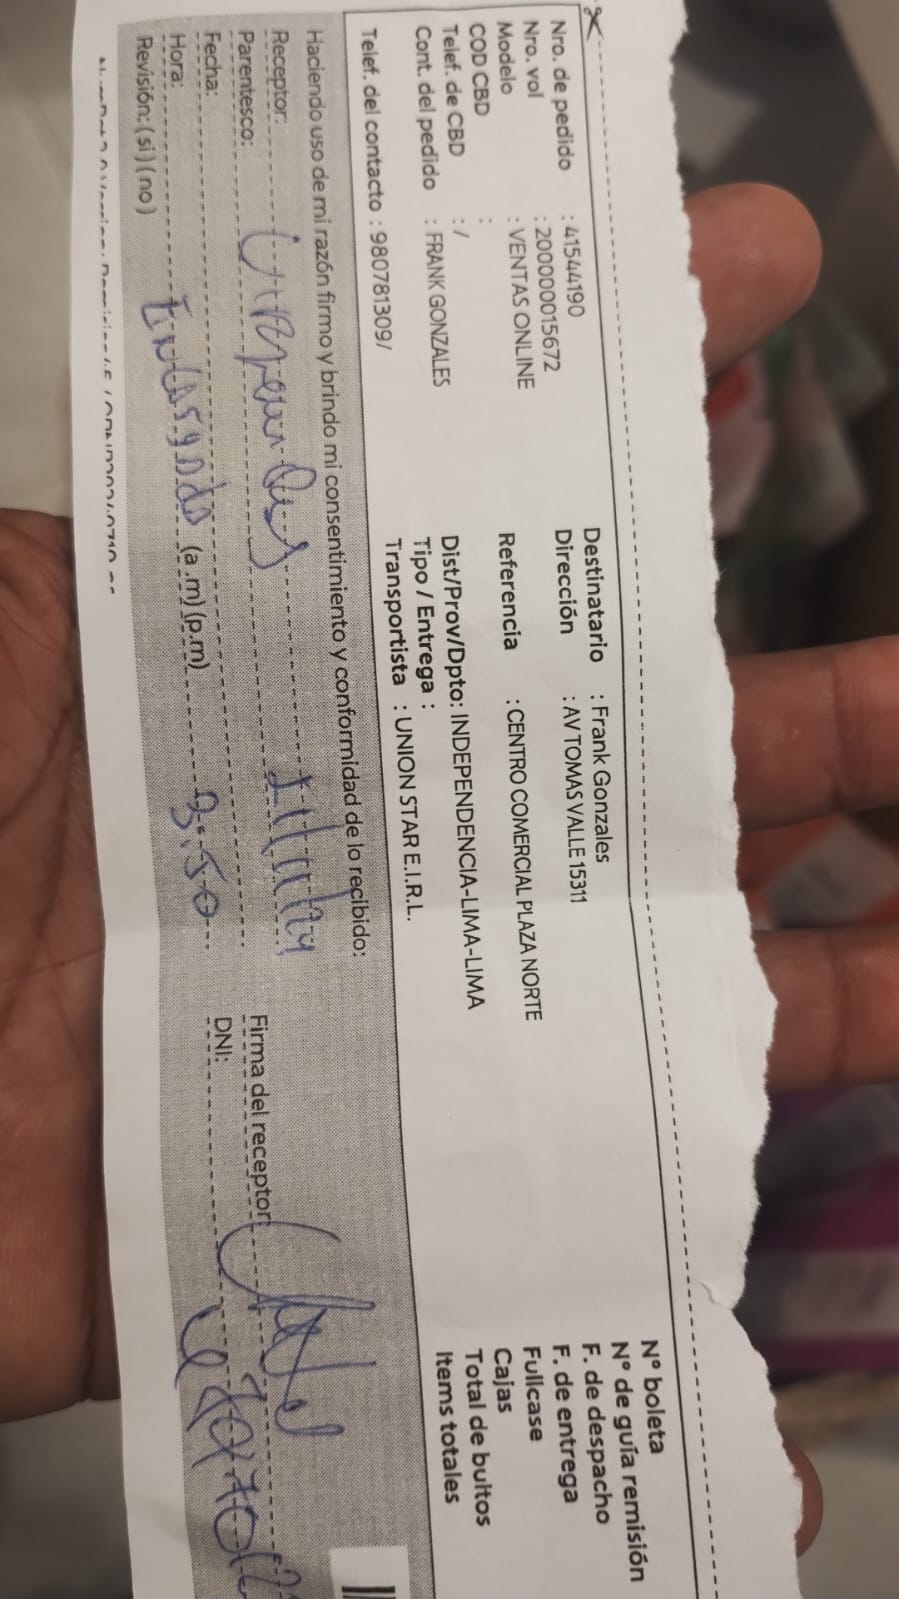 Nro. de pedido : 41544190
Nro. vol : 200000015672
Modelo : VENTAS ONLINE
COD CBD :
Telef. de CBD : /
Cont. del pedido : FRANK GONZALES
Telef. del contacto : 980781309/
Destinatario : Frank Gonzales
Dirección : AV TOMAS VALLE 15311
Referencia : CENTRO COMERCIAL PLAZA NORTE
Dist/Prov/Dpto: INDEPENDENCIA-LIMA-LIMA
Tipo / Entrega :
Transportista : UNION STAR E.I.R.L.
N° boleta
N° de guía remisión
F. de despacho
F. de entrega
Fullcase
Cajas
Total de bultos
Items totales
Haciendo uso de mi razón firmo y brindo mi consentimiento y conformidad de lo recibido:
Receptor:
Parentesco:
Fecha:
Hora: (a.m)(p.m) 3:50
Revisión: (si) (no)
Encargado
Firma del receptor:
DNI: